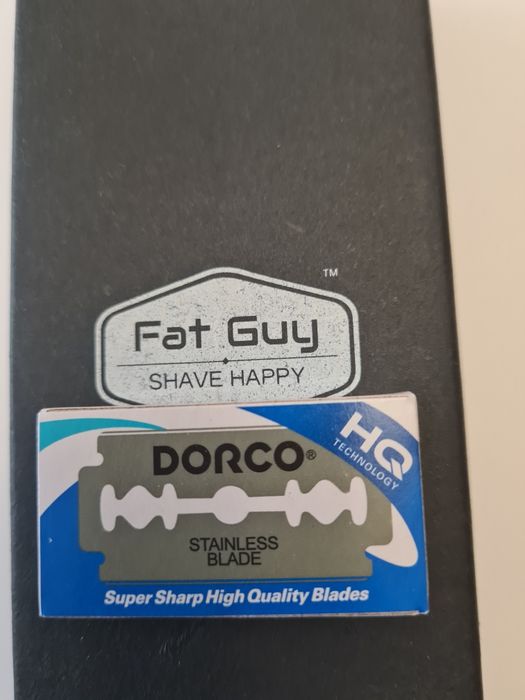 ™
Fat Guy
SHAVE HAPPY
HQ
TECHNOLOGY
DORCO®
STAINLESS
BLADE
Super Sharp High Quality Blades